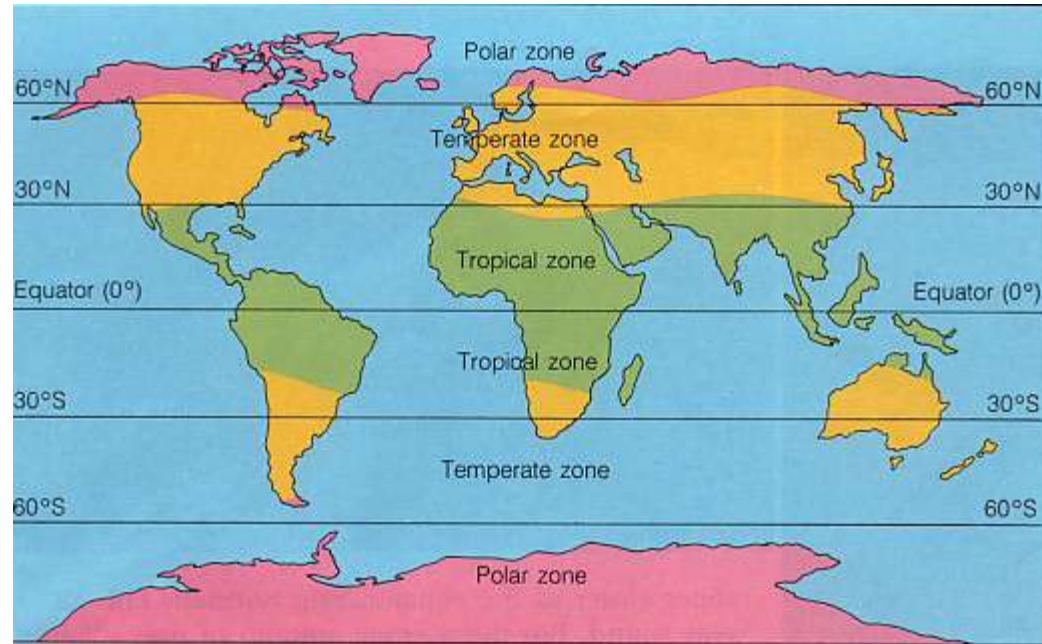 Polar zone
60°N
60°N
Temperate zone
30°N
30°N
Tropical zone
Equator (0°)
Equator (0°)
Tropical zone
30°S
30°S
Temperate zone
60°S
60°S
Polar zone